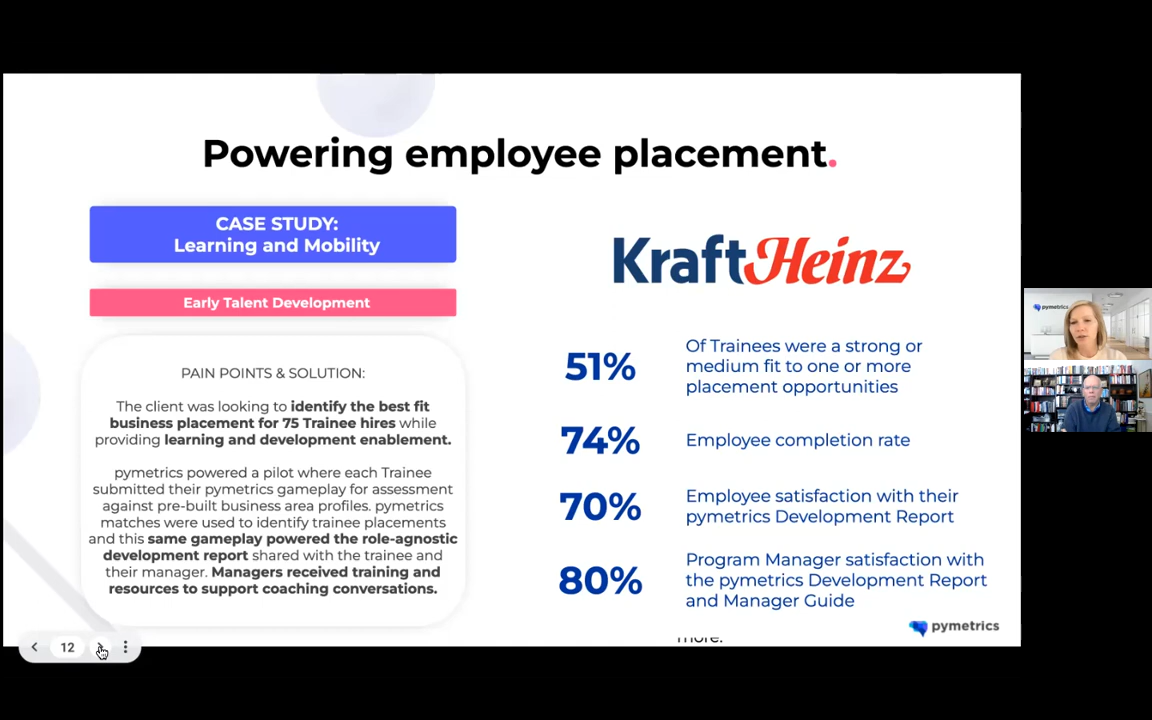 Powering employee placement.
CASE STUDY:
Learning and Mobility
Early Talent Development
PAIN POINTS & SOLUTION:
The client was looking to identify the best fit
business placement for 75 Trainee hires while
providing learning and development enablement.
pymetrics powered a pilot where each Trainee
submitted their pymetrics gameplay for assessment
against pre-built business area profiles. pymetrics
matches were used to identify trainee placements
and this same gameplay powered the role-agnostic
development report shared with the trainee and
their manager. Managers received training and
resources to support coaching conversations.
KraftHeinz
51%
Of Trainees were a strong or
medium fit to one or more
placement opportunities
74%
Employee completion rate
70%
Employee satisfaction with their
pymetrics Development Report
80%
Program Manager satisfaction with
the pymetrics Development Report
and Manager Guide
pymetrics
more.
12
pymetrics